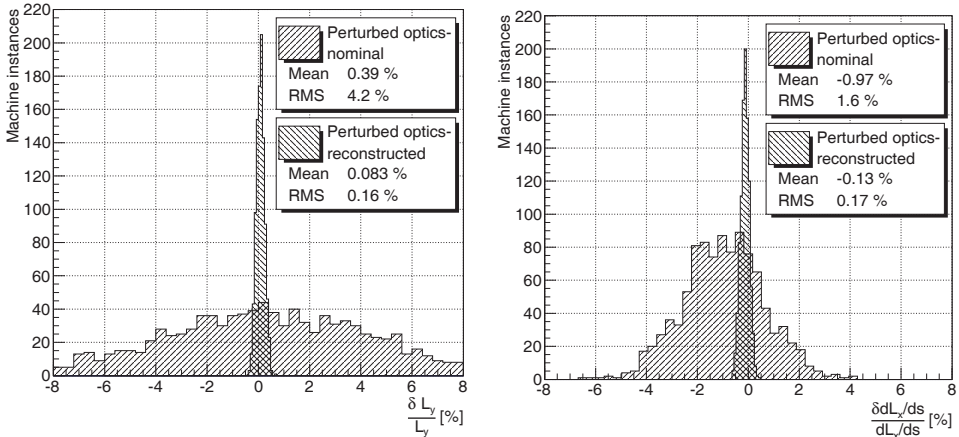 Machine instances
220
200
180
160
140
120
100
80
60
40
20
0
Perturbed optics-
nominal
Mean 0.39 %
RMS 4.2 %
Perturbed optics-
reconstructed
Mean 0.083 %
RMS 0.16 %
-8 -6 -4 -2 0 2 4 6 8
δ L_y
L_y [%]
Machine instances
220
200
180
160
140
120
100
80
60
40
20
0
Perturbed optics-
nominal
Mean -0.97 %
RMS 1.6 %
Perturbed optics-
reconstructed
Mean -0.13 %
RMS 0.17 %
-8 -6 -4 -2 0 2 4 6 8
δdL_x/ds
dL_x/ds [%]